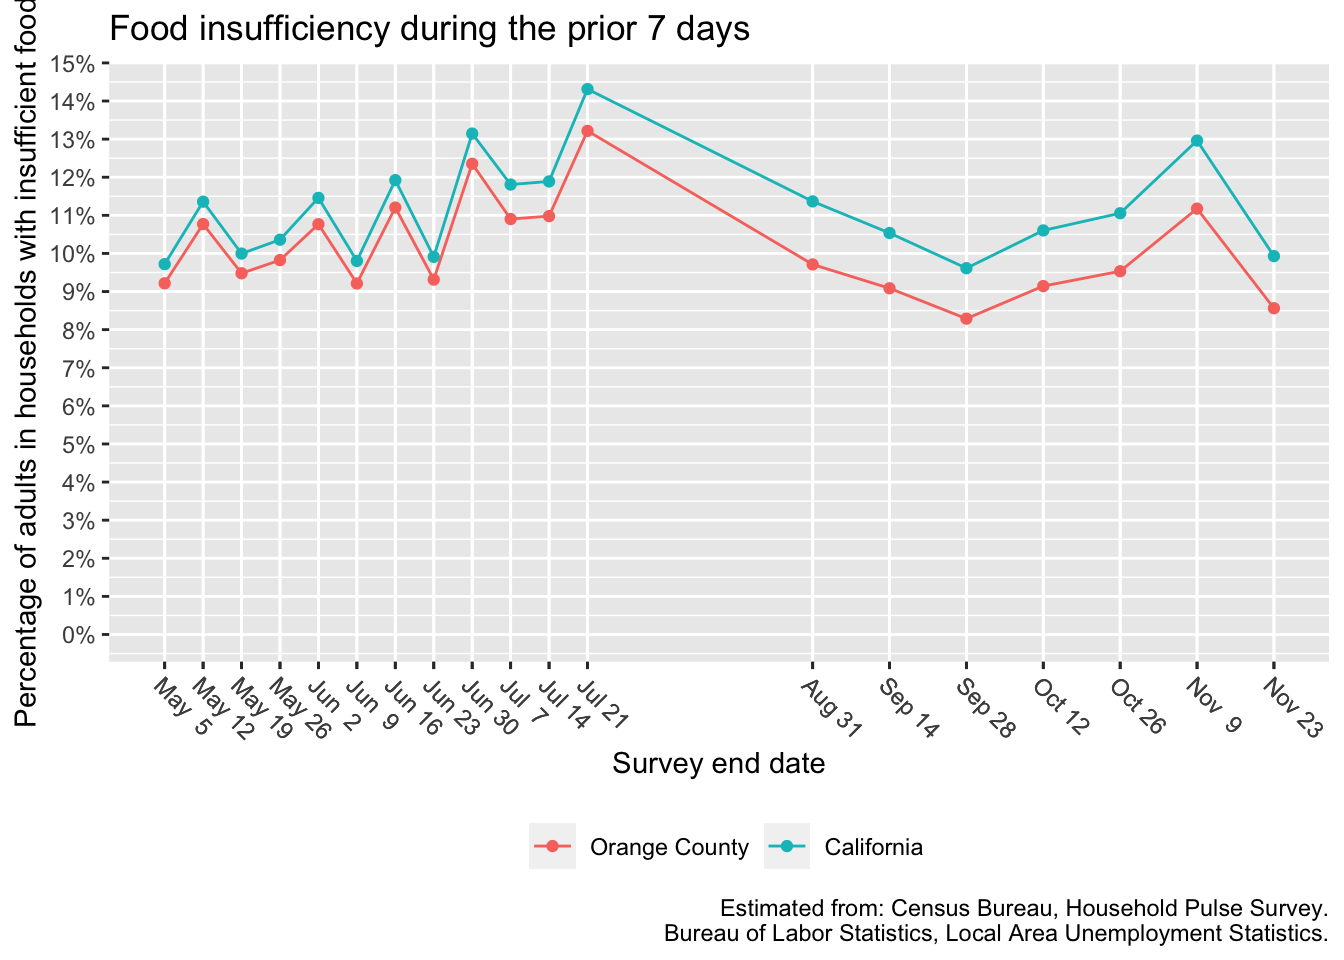 Food insufficiency during the prior 7 days
Percentage of adults in households with insufficient food
15%
14%
13%
12%
11%
10%
9%
8%
7%
6%
5%
4%
3%
2%
1%
0%
May 5
May 12
May 19
May 26
Jun 2
Jun 9
Jun 16
Jun 23
Jun 30
Jul 7
Jul 14
Jul 21
Aug 31
Sep 14
Sep 28
Oct 12
Oct 26
Nov 9
Nov 23
Survey end date
Orange County
California
Estimated from: Census Bureau, Household Pulse Survey.
Bureau of Labor Statistics, Local Area Unemployment Statistics.